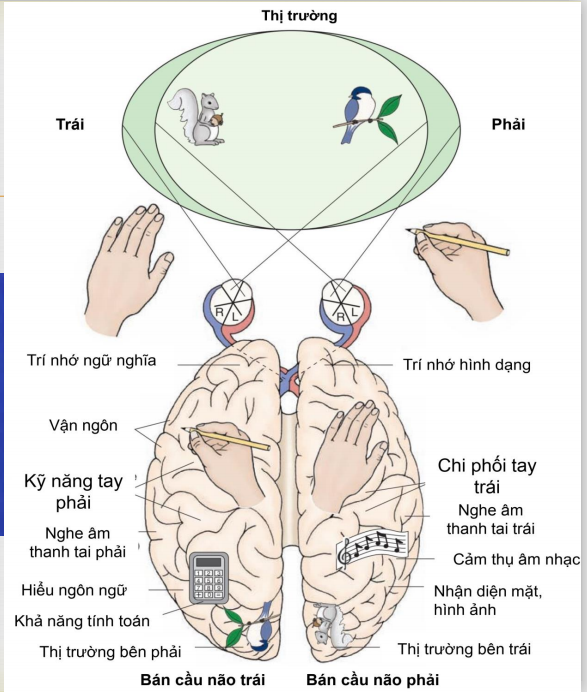 Thị trường
Trái
Phải
R L
R L
Trí nhớ ngữ nghĩa
Trí nhớ hình dạng
Vận ngôn
Kỹ năng tay
phải
Chi phối tay
trái
Nghe âm
thanh tai phải
Nghe âm
thanh tai trái
Cảm thụ âm nhạc
Hiểu ngôn ngữ
Nhận diện mặt,
hình ảnh
Khả năng tính toán
Thị trường bên phải
Thị trường bên trái
Bán cầu não trái
Bán cầu não phải